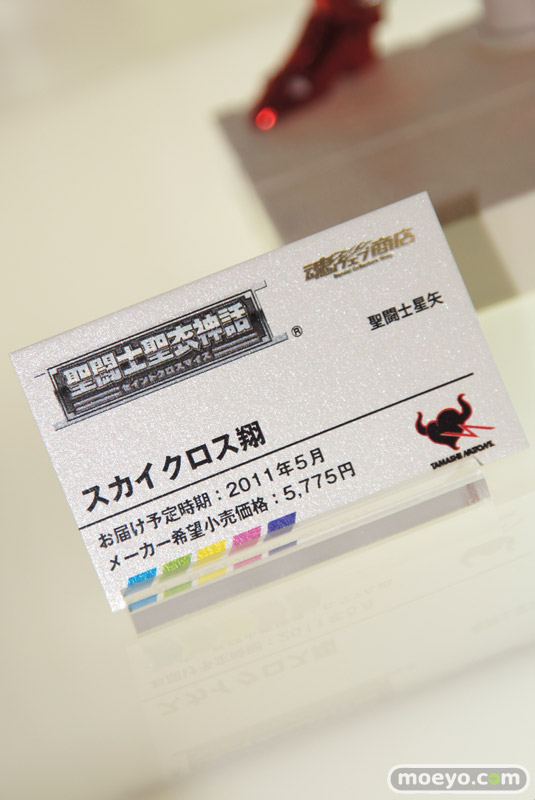 魂ウェブ商店
聖闘士聖衣神話
セイントクロスマイス
®
聖闘士星矢
スカイクロス翔
お届け予定時期：2011年5月
メーカー希望小売価格：5,775円
TAMASHII NATIONS
moeyo.com